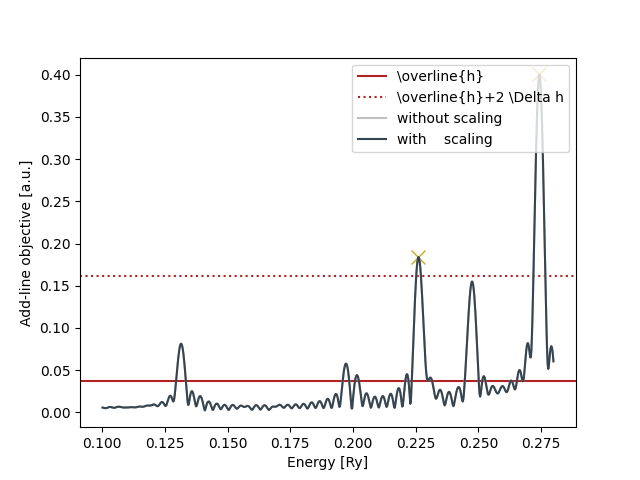 0.40
0.35
0.30
0.25
0.20
0.15
0.10
0.05
0.00
Add-line objective [a.u.]
\overline{h}
\overline{h}+2 \Delta h
without scaling
with    scaling
0.100 0.125 0.150 0.175 0.200 0.225 0.250 0.275
Energy [Ry]